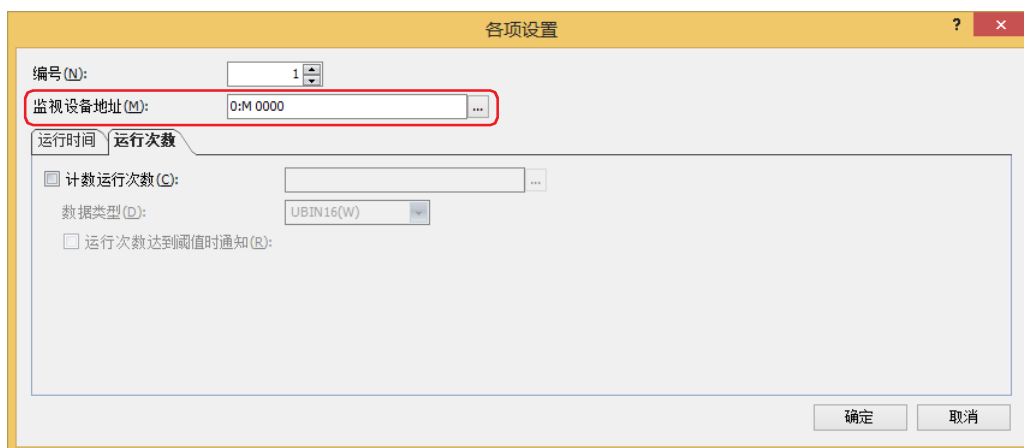 各项设置
?
编号(N):
1
监视设备地址(M):
0:M 0000
...
运行时间
运行次数
计数运行次数(C):
...
数据类型(D):
UBIN16(W)
运行次数达到阈值时通知(R):
确定
取消